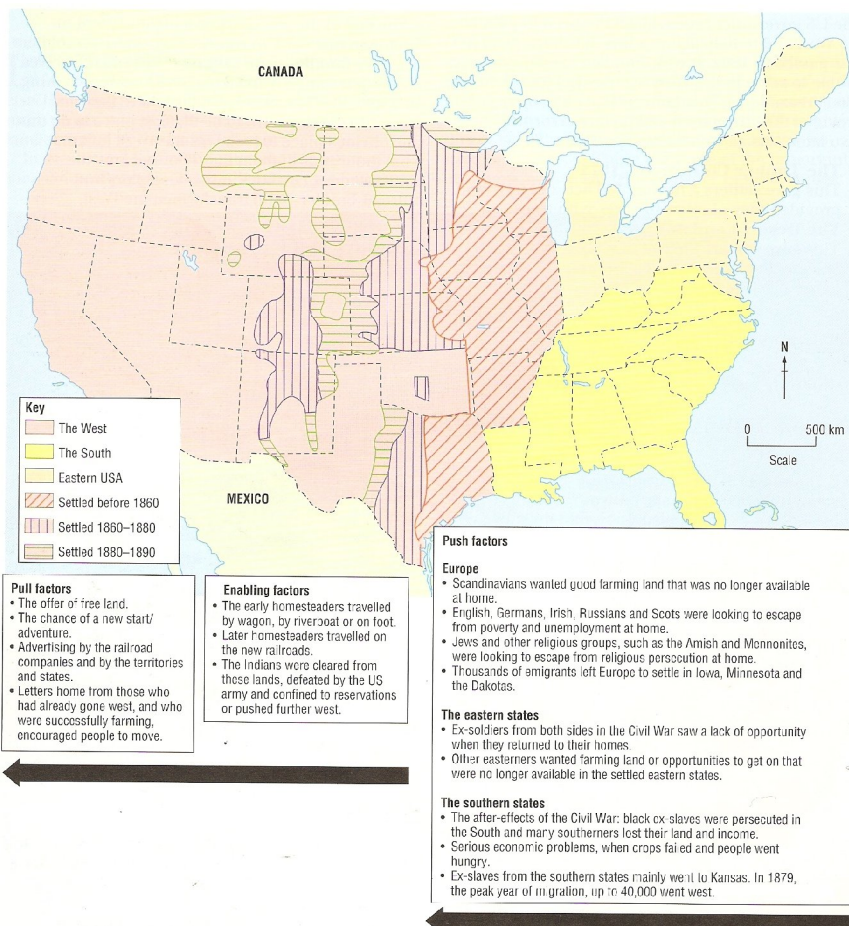 CANADA
N
0 500 km
Scale
Key
The West
The South
Eastern USA
Settled before 1860
Settled 1860–1880
Settled 1880–1890
MEXICO
Pull factors
• The offer of free land.
• The chance of a new start/
adventure.
• Advertising by the railroad
companies and by the territories
and states.
• Letters home from those who
had already gone west, and who
were successfully farming,
encouraged people to move.
Enabling factors
• The early homesteaders travelled
by wagon, by riverboat or on foot.
• Later homesteaders travelled on
the new railroads.
• The Indians were cleared from
these lands, defeated by the US
army and confined to reservations
or pushed further west.
Push factors
Europe
• Scandinavians wanted good farming land that was no longer available
at home.
• English, Germans, Irish, Russians and Scots were looking to escape
from poverty and unemployment at home.
• Jews and other religious groups, such as the Amish and Mennonites,
were looking to escape from religious persecution at home.
• Thousands of emigrants left Europe to settle in Iowa, Minnesota and
the Dakotas.
The eastern states
• Ex-soldiers from both sides in the Civil War saw a lack of opportunity
when they returned to their homes.
• Other easterners wanted farming land or opportunities to get on that
were no longer available in the settled eastern states.
The southern states
• The after-effects of the Civil War: black ex-slaves were persecuted in
the South and many southerners lost their land and income.
• Serious economic problems, when crops failed and people went
hungry.
• Ex-slaves from the southern states mainly went to Kansas. In 1879,
the peak year of migration, up to 40,000 went west.